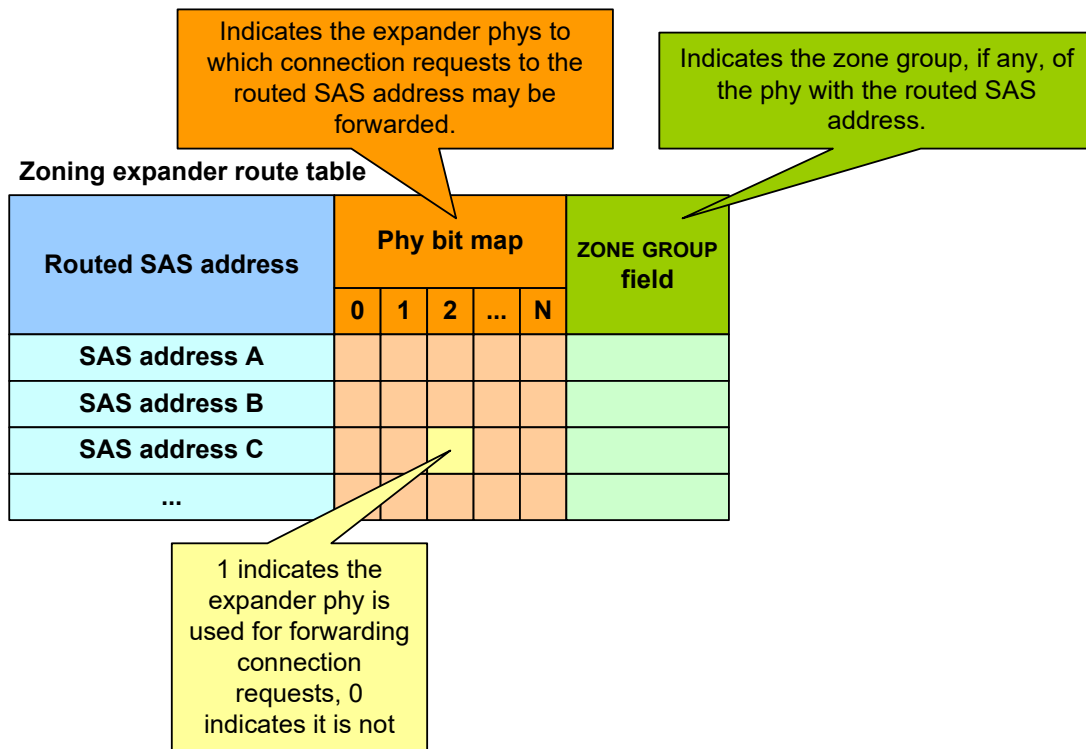 Indicates the expander phys to
which connection requests to the
routed SAS address may be
forwarded.
Indicates the zone group, if any, of
the phy with the routed SAS
address.
Zoning expander route table
Routed SAS address
Phy bit map
ZONE GROUP
field
0 1 2 ... N
SAS address A
SAS address B
SAS address C
...
1 indicates the
expander phy is
used for forwarding
connection
requests, 0
indicates it is not